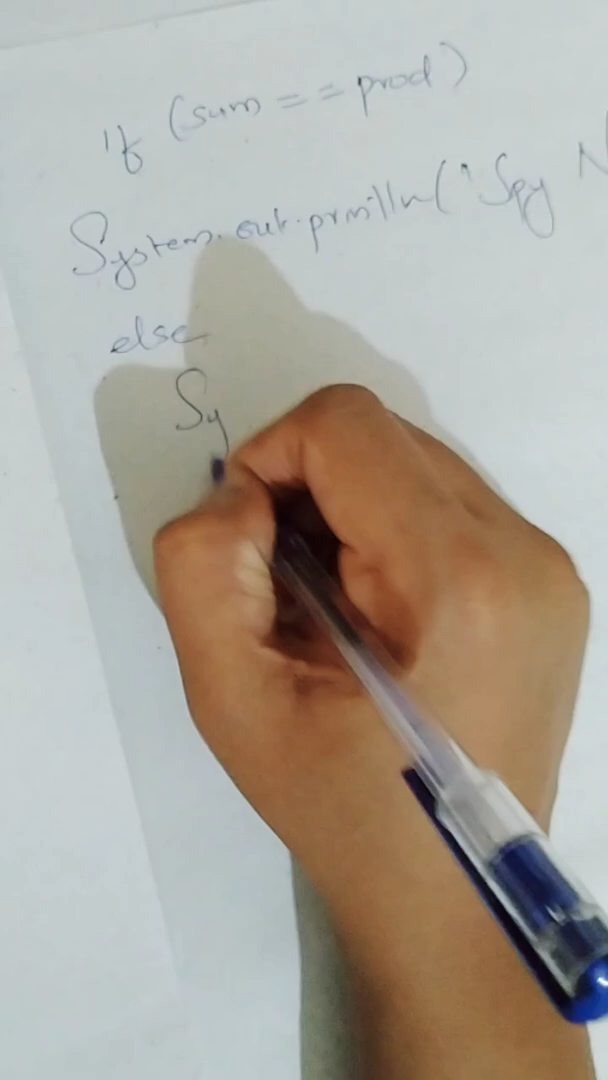 if (sum == prod)
System.out.println("Spy N
else
Sy